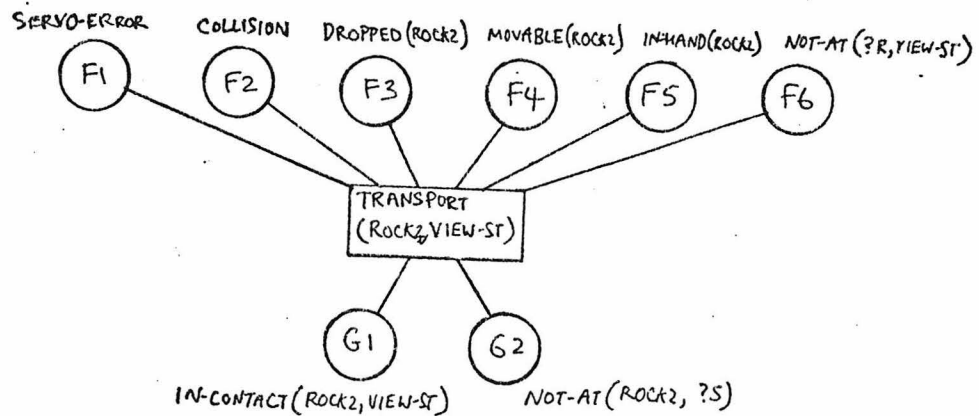 SERVO-ERROR
COLLISION
DROPPED(ROCK2)
MOVABLE(ROCK2)
IN-HAND(ROCK2)
NOT-AT(?R,VIEW-ST)
F1
F2
F3
F4
F5
F6
TRANSPORT
(ROCK2,VIEW-ST)
G1
G2
IN-CONTACT(ROCK2,VIEW-ST)
NOT-AT(ROCK2, ?S)